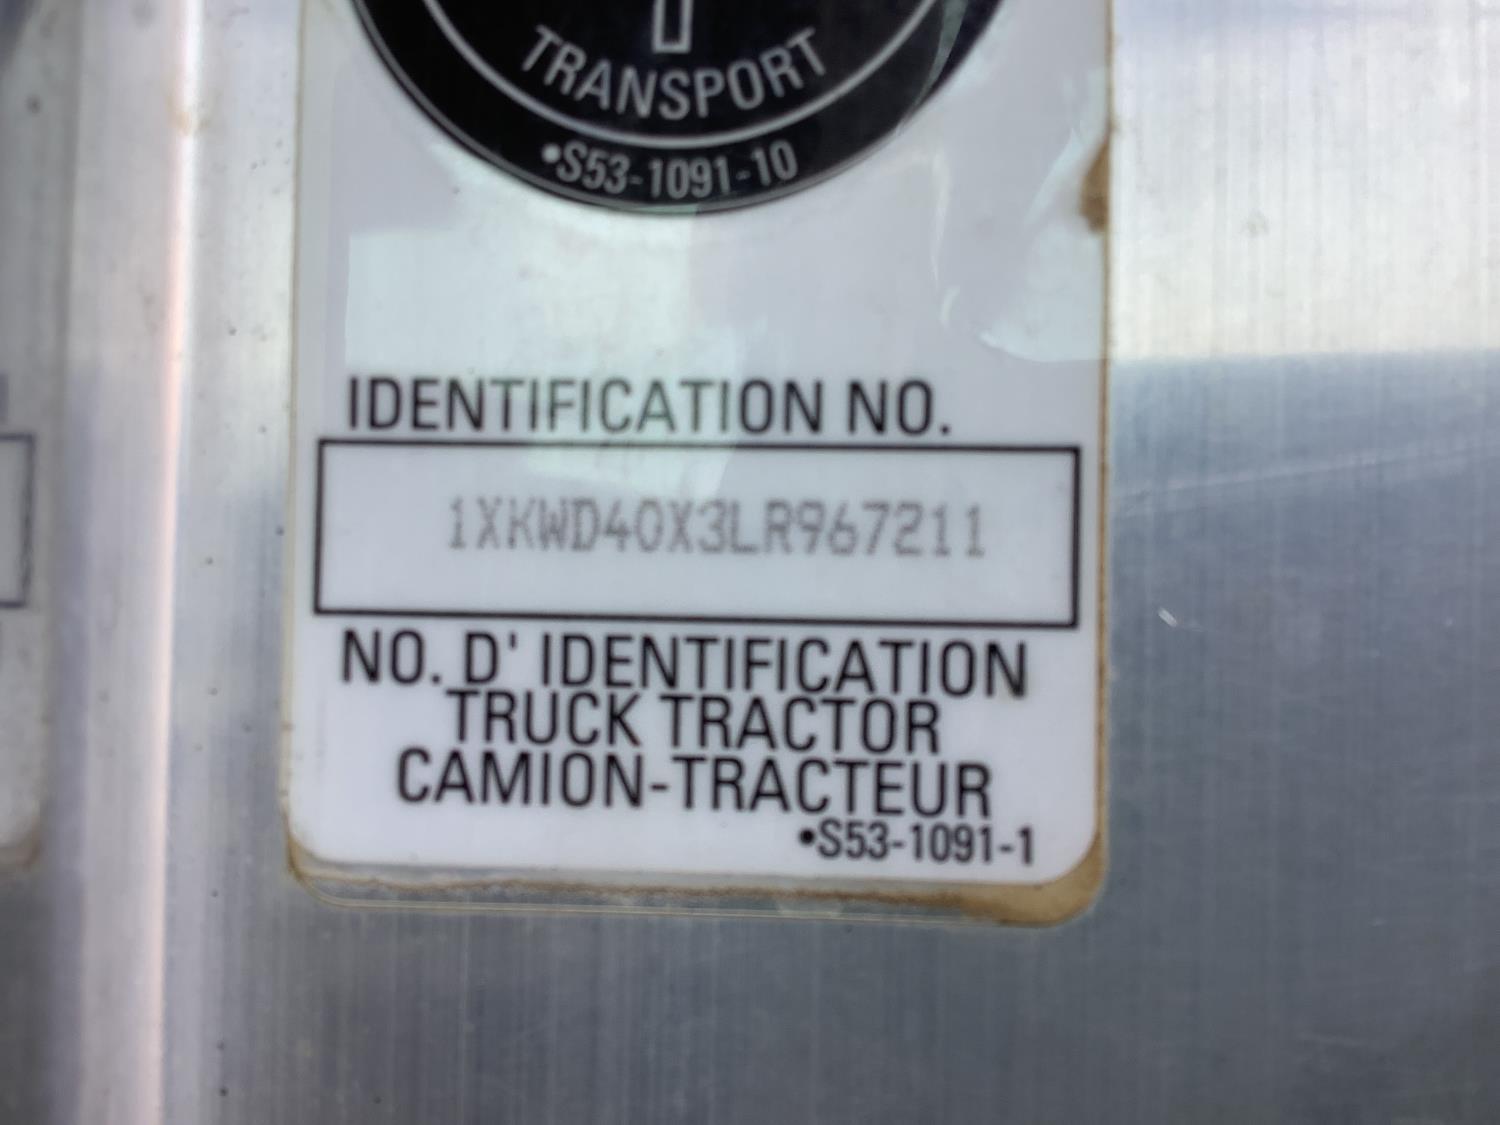 TRANSPORT
•S53-1091-10
IDENTIFICATION NO.
1XKWD40X3LR967211
NO. D' IDENTIFICATION
TRUCK TRACTOR
CAMION-TRACTEUR
•S53-1091-1